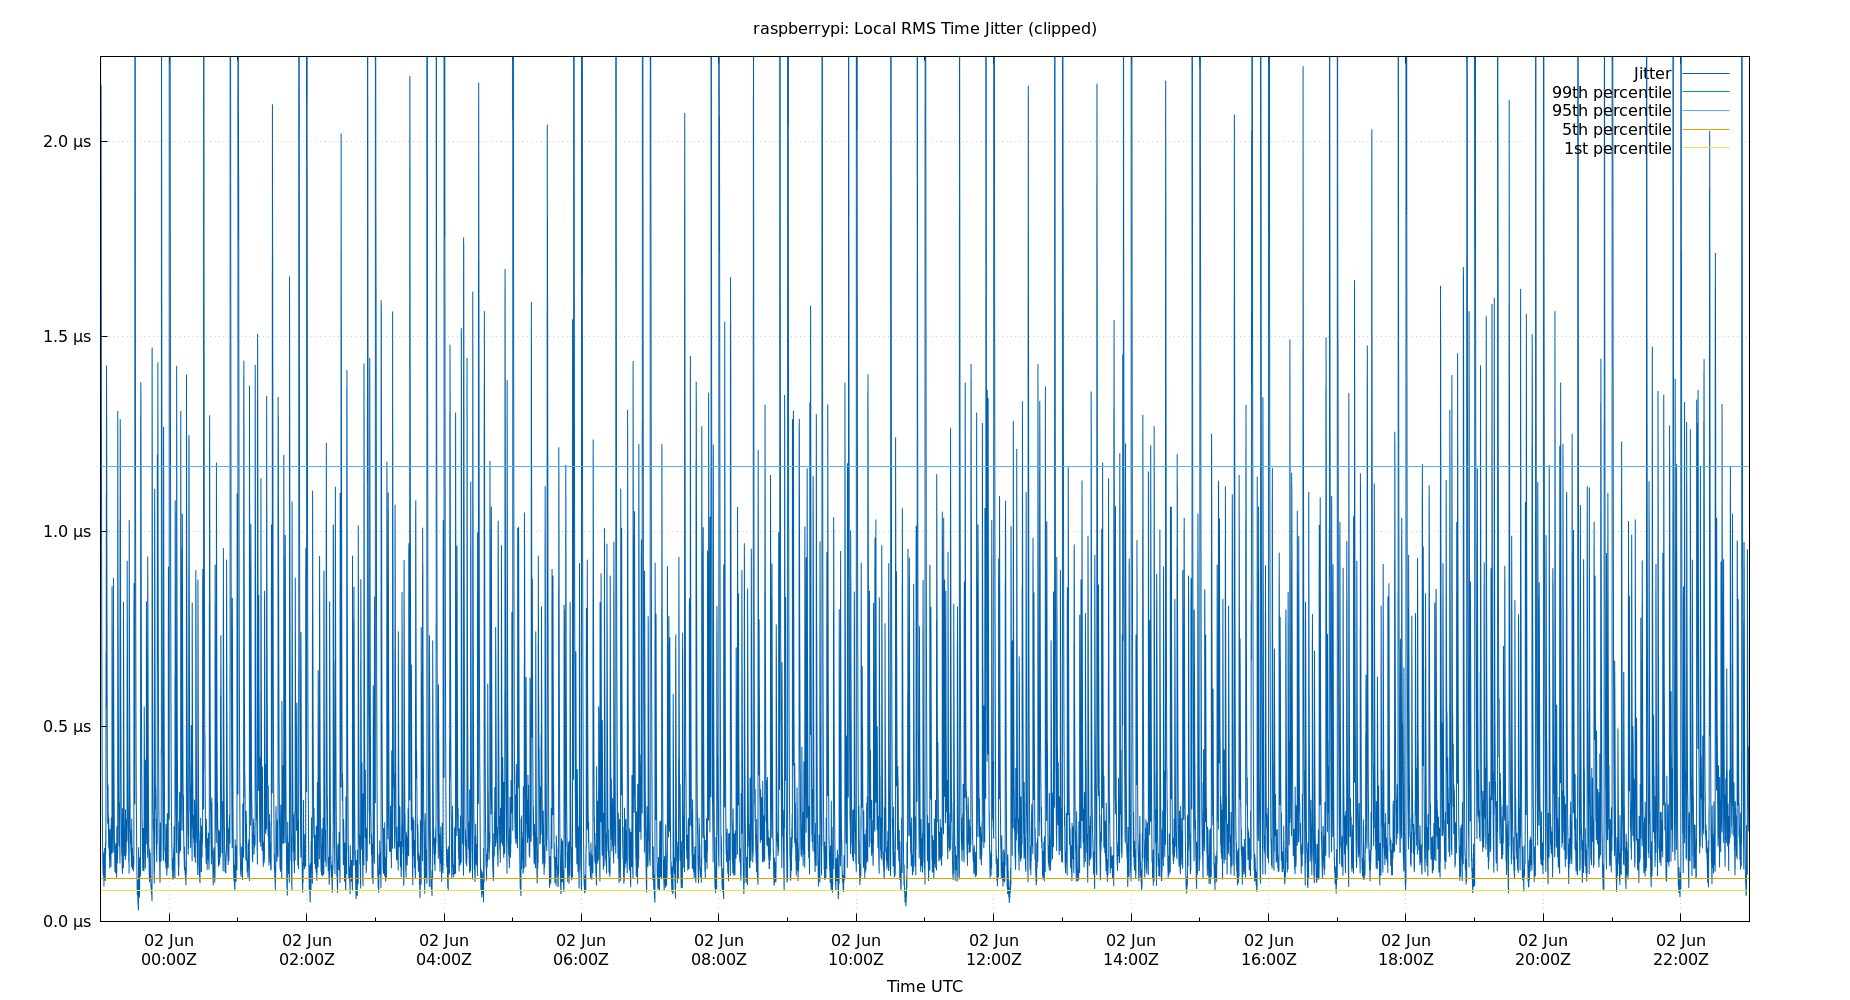 raspberrypi: Local RMS Time Jitter (clipped)
Jitter
99th percentile
95th percentile
5th percentile
1st percentile
2.0 µs
1.5 µs
1.0 µs
0.5 µs
0.0 µs
02 Jun 02 Jun 02 Jun 02 Jun 02 Jun 02 Jun 02 Jun 02 Jun 02 Jun 02 Jun 02 Jun 02 Jun
00:00Z 02:00Z 04:00Z 06:00Z 08:00Z 10:00Z 12:00Z 14:00Z 16:00Z 18:00Z 20:00Z 22:00Z
Time UTC